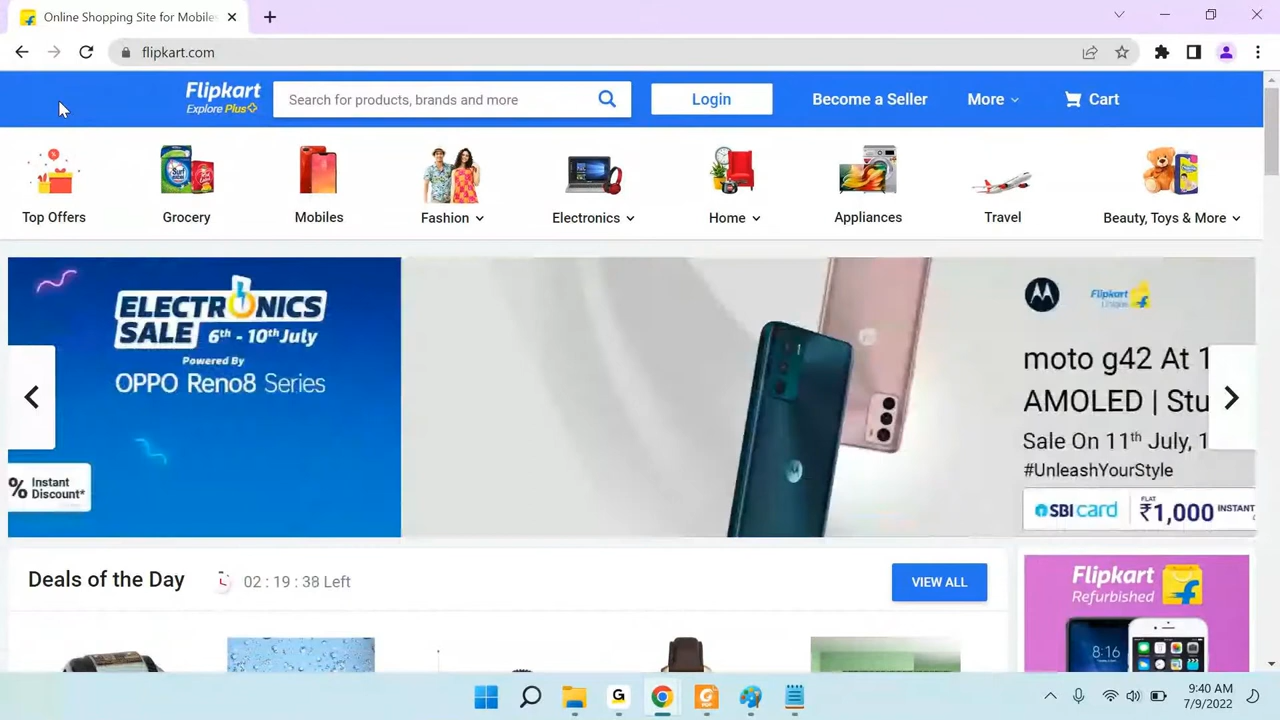 Online Shopping Site for Mobiles
flipkart.com
Flipkart
Explore Plus
Search for products, brands and more
Login
Become a Seller
More
Cart
Top Offers
Grocery
Mobiles
Fashion
Electronics
Home
Appliances
Travel
Beauty, Toys & More
ELECTRONICS
SALE 6th - 10th July
Powered By
OPPO Reno8 Series
% Instant
Discount*
Flipkart
Unique
moto g42 At 1
AMOLED | Stu
Sale On 11th July, 1
#UnleashYourStyle
SBI card
FLAT
₹1,000 INSTANT
Deals of the Day
02 : 19 : 38 Left
VIEW ALL
Flipkart
Refurbished
8:16
9:40 AM
7/9/2022